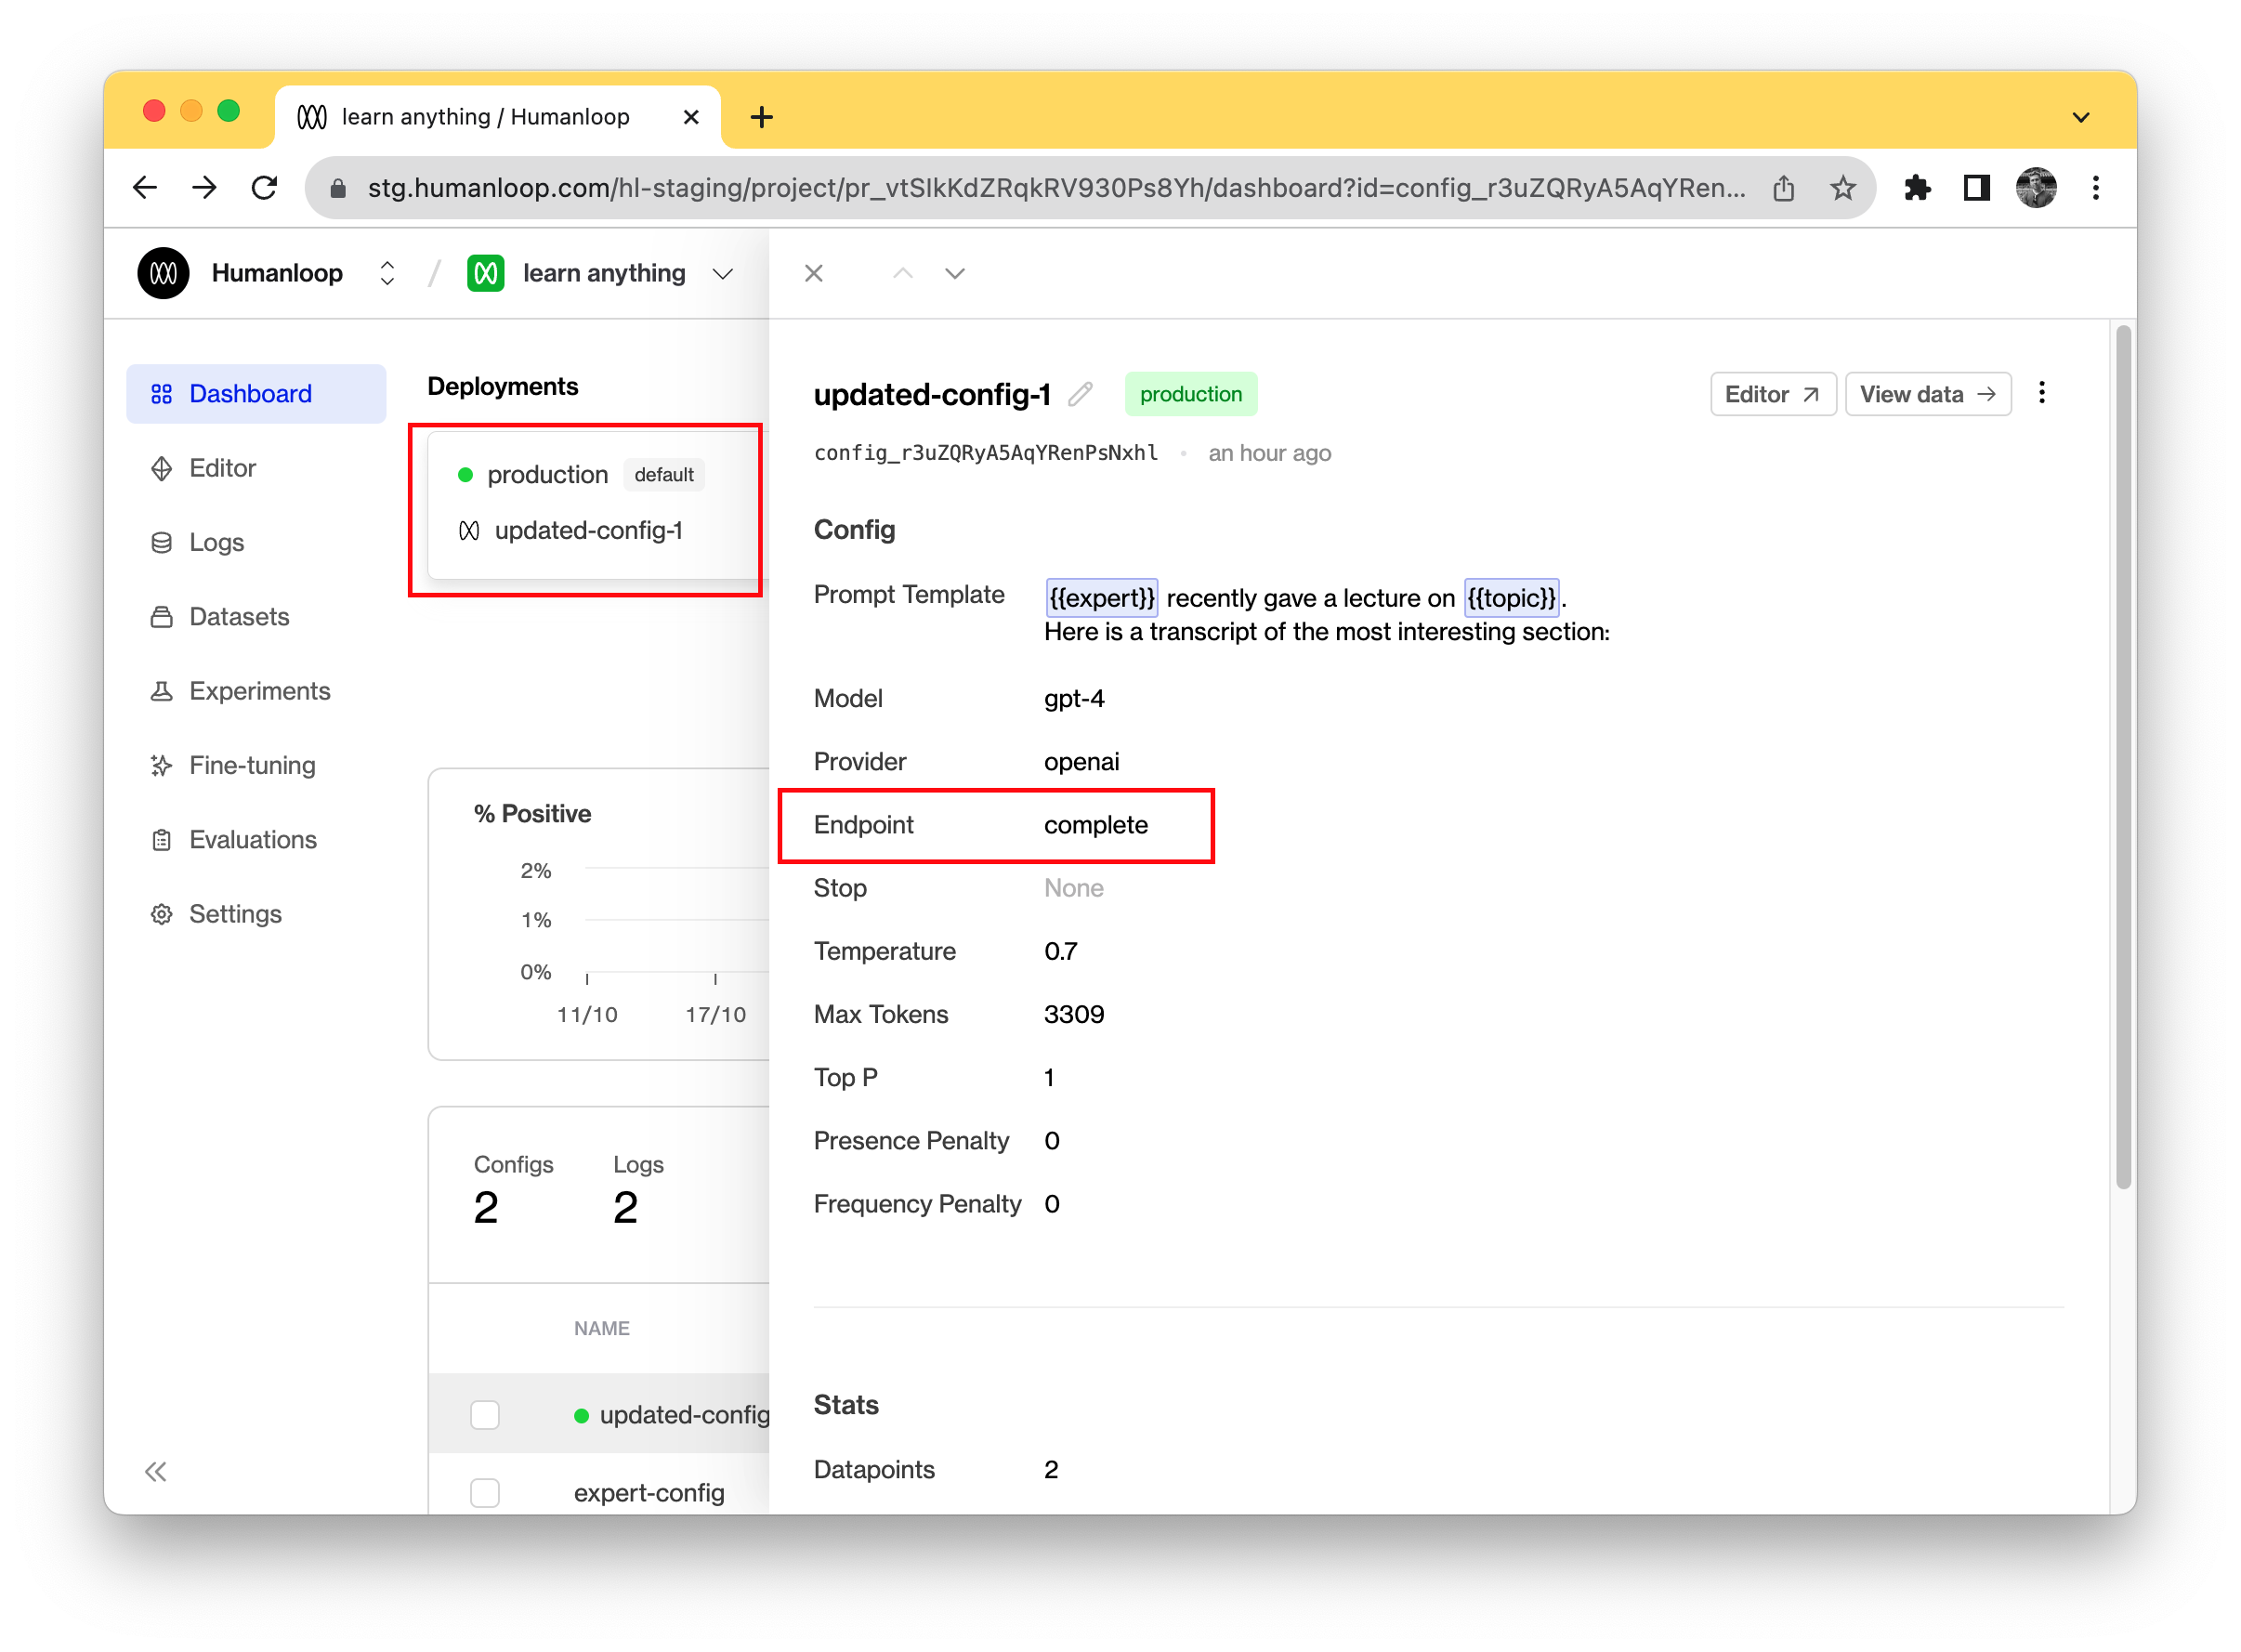 learn anything / Humanloop
stg.humanloop.com/hl-staging/project/pr_vtSIkKdZRqkRV930Ps8Yh/dashboard?id=config_r3uZQRyA5AqYRen...
Humanloop / learn anything
Dashboard
Editor
Logs
Datasets
Experiments
Fine-tuning
Evaluations
Settings
Deployments
production default
updated-config-1
% Positive
2%
1%
0%
11/10 17/10
Configs Logs
2 2
NAME
updated-config
expert-config
updated-config-1 production Editor View data
config_r3uZQRyA5AqYRenPsNxhl • an hour ago
Config
Prompt Template {{expert}} recently gave a lecture on {{topic}}.
Here is a transcript of the most interesting section:
Model gpt-4
Provider openai
Endpoint complete
Stop None
Temperature 0.7
Max Tokens 3309
Top P 1
Presence Penalty 0
Frequency Penalty 0
Stats
Datapoints 2